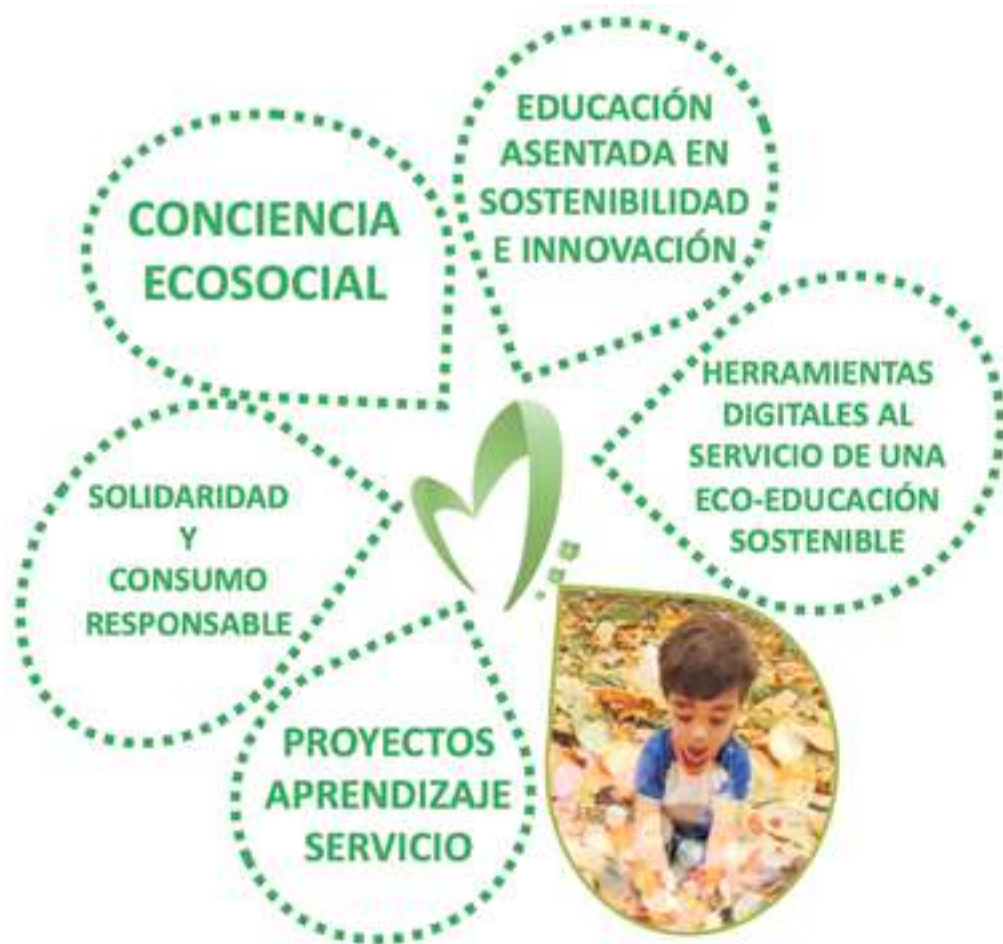 EDUCACIÓN
ASENTADA EN
SOSTENIBILIDAD
E INNOVACIÓN
CONCIENCIA
ECOSOCIAL
HERRAMIENTAS
DIGITALES AL
SERVICIO DE UNA
ECO-EDUCACIÓN
SOSTENIBLE
SOLIDARIDAD
Y
CONSUMO
RESPONSABLE
PROYECTOS
APRENDIZAJE
SERVICIO